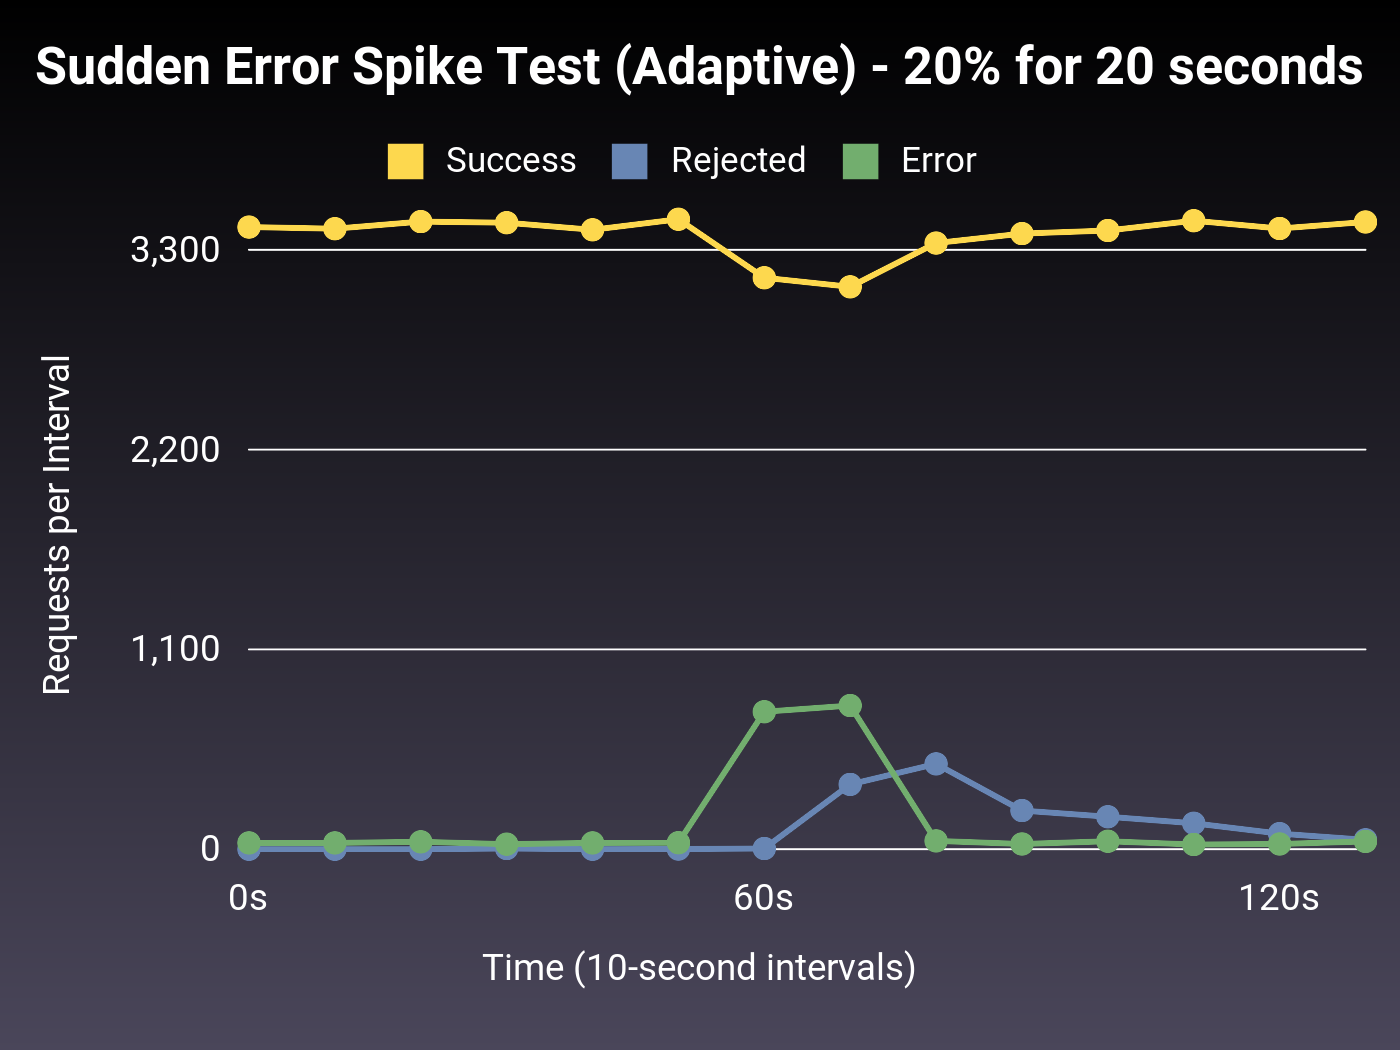 Sudden Error Spike Test (Adaptive) - 20% for 20 seconds
Success Rejected Error
3,300
2,200
1,100
0
Requests per Interval
0s 60s 120s
Time (10-second intervals)